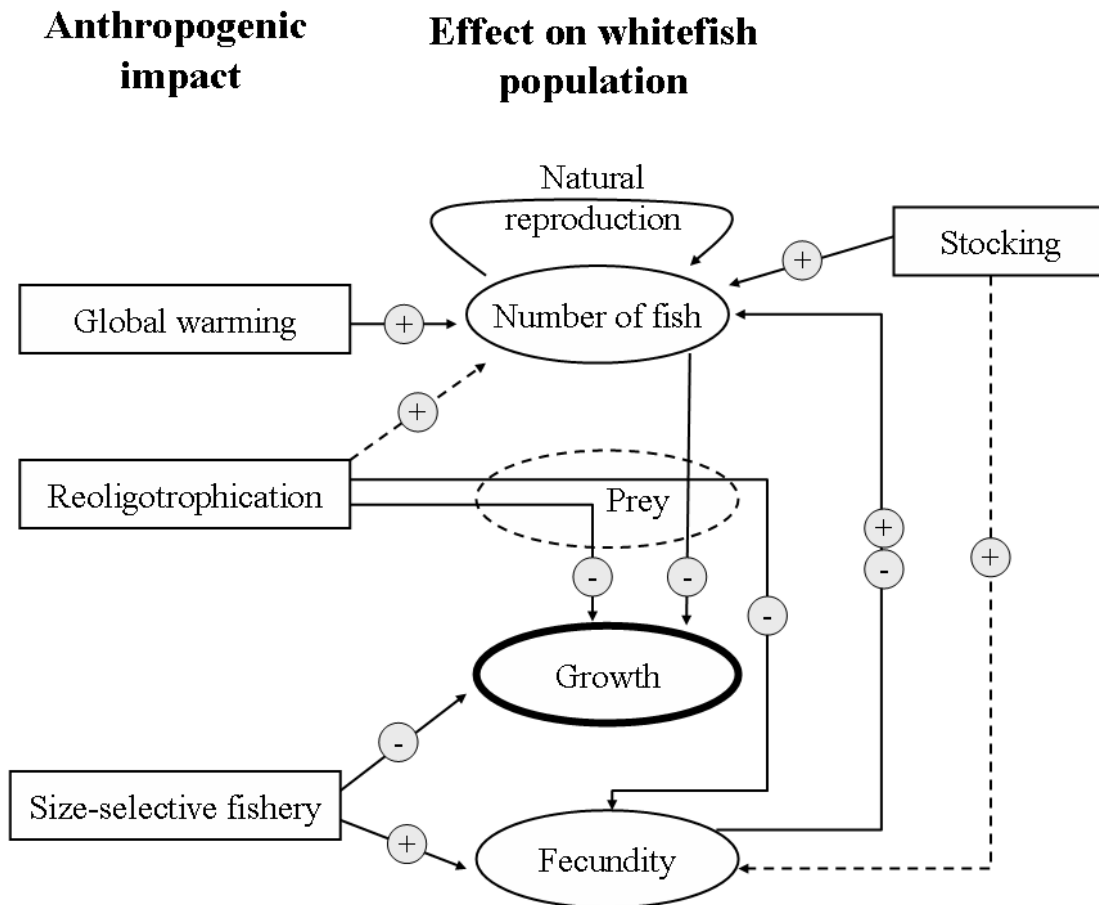 Anthropogenic
impact
Effect on whitefish
population
Natural
reproduction
Stocking
+
Global warming
+
Number of fish
+
Reoligotrophication
Prey
+
-
+
-
-
-
Growth
-
Size-selective fishery
+
Fecundity